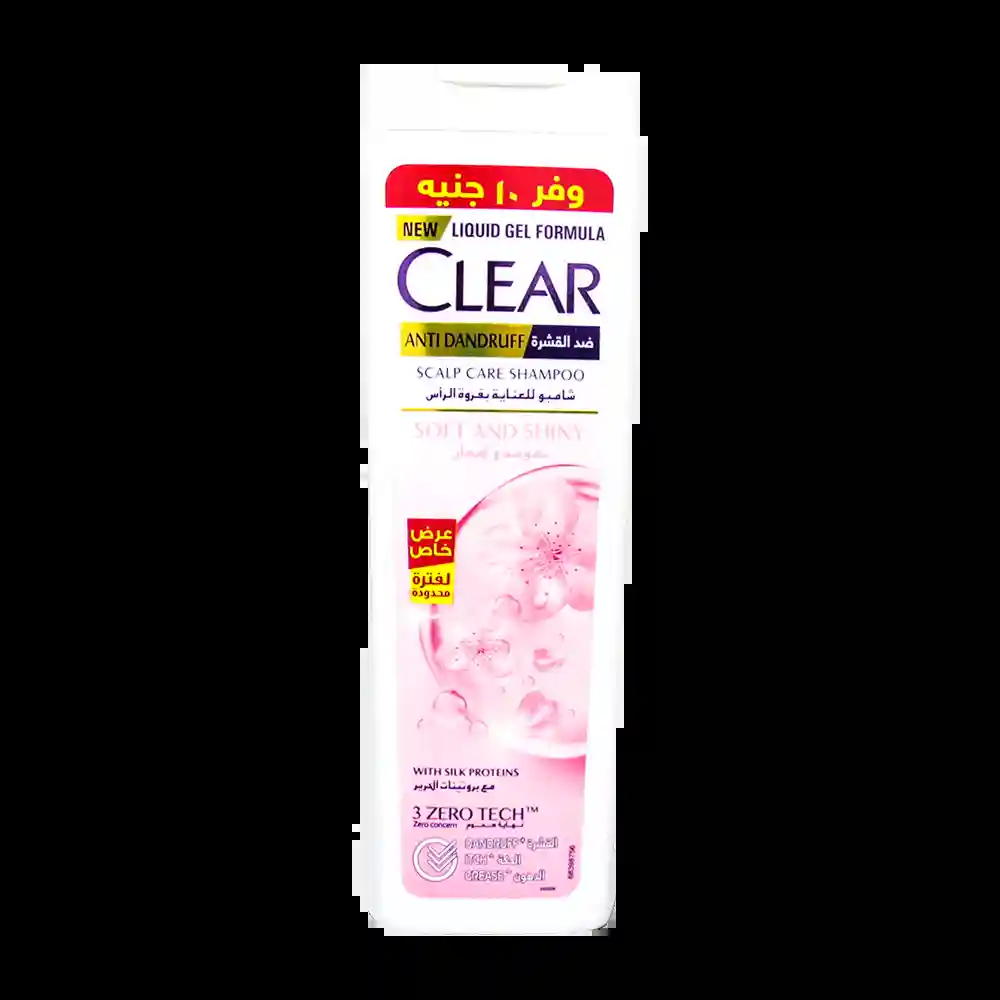 وفر ١٠ جنيه
NEW LIQUID GEL FORMULA
CLEAR
ANTI DANDRUFF ضد القشرة
SCALP CARE SHAMPOO
شامبو للعناية بفروة الرأس
SOFT AND SHINY
عرض
خاص
لفترة
محدودة
WITH SILK PROTEINS
مع بروتينات الحرير
3 ZERO TECH™
Zero concern
DANDRUFF* القشرة*
ITCH* الحكة*
GREASE* الدهون*